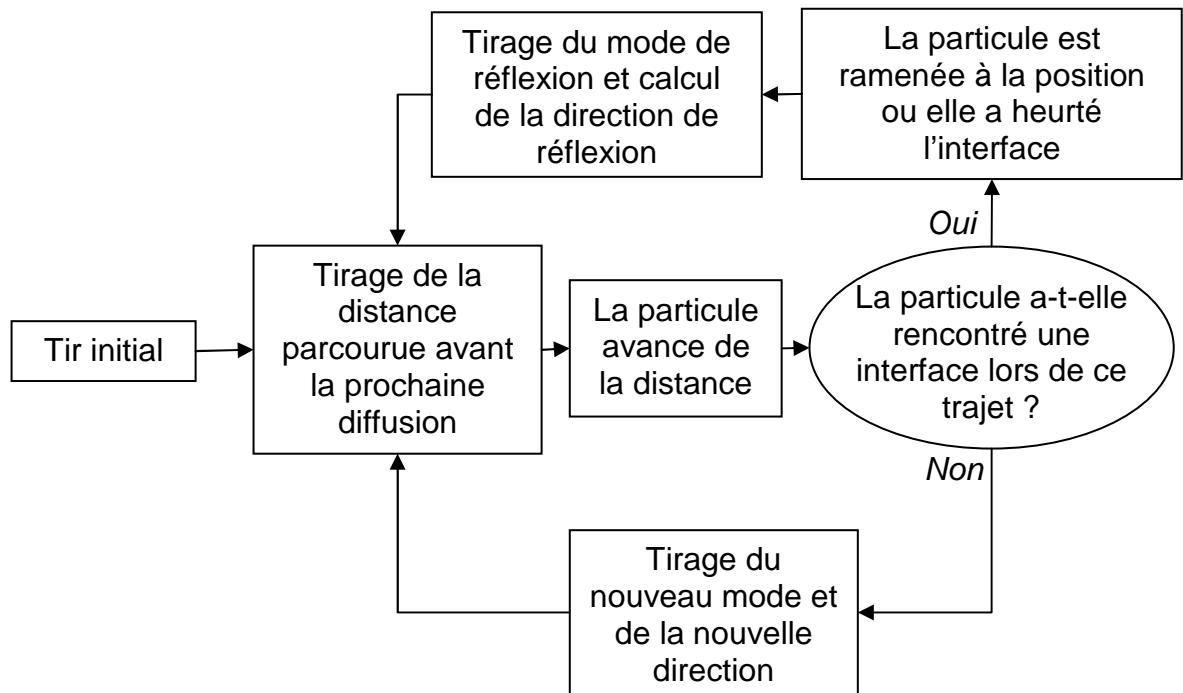 Tirage du mode de
réflexion et calcul
de la direction de
réflexion
La particule est
ramenée à la position
ou elle a heurté
l'interface
Oui
Tir initial
Tirage de la
distance
parcourue avant
la prochaine
diffusion
La particule
avance de
la distance
La particule a-t-elle
rencontré une
interface lors de ce
trajet ?
Non
Tirage du
nouveau mode et
de la nouvelle
direction